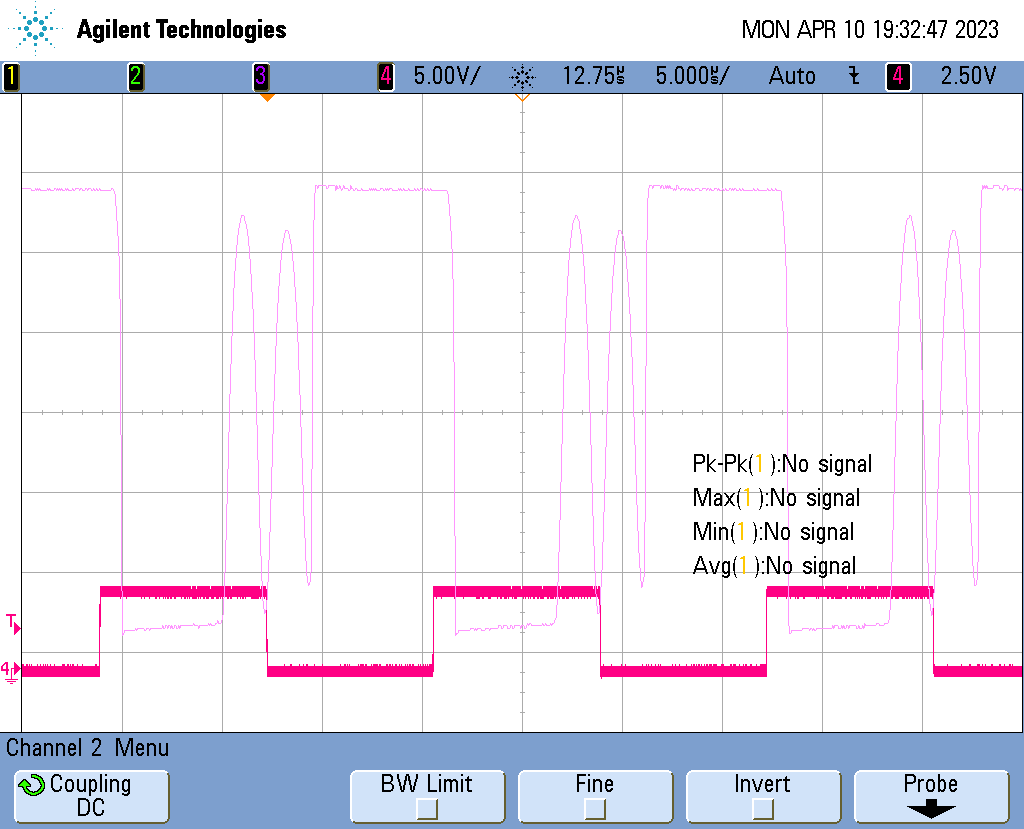 Agilent Technologies
MON APR 10 19:32:47 2023
1 2 3 4 5.00V/ 12.75µs 5.000µs/ Auto 4 2.50V
Pk-Pk(1):No signal
Max(1):No signal
Min(1):No signal
Avg(1):No signal
T
4
Channel 2 Menu
Coupling
DC
BW Limit
Fine
Invert
Probe